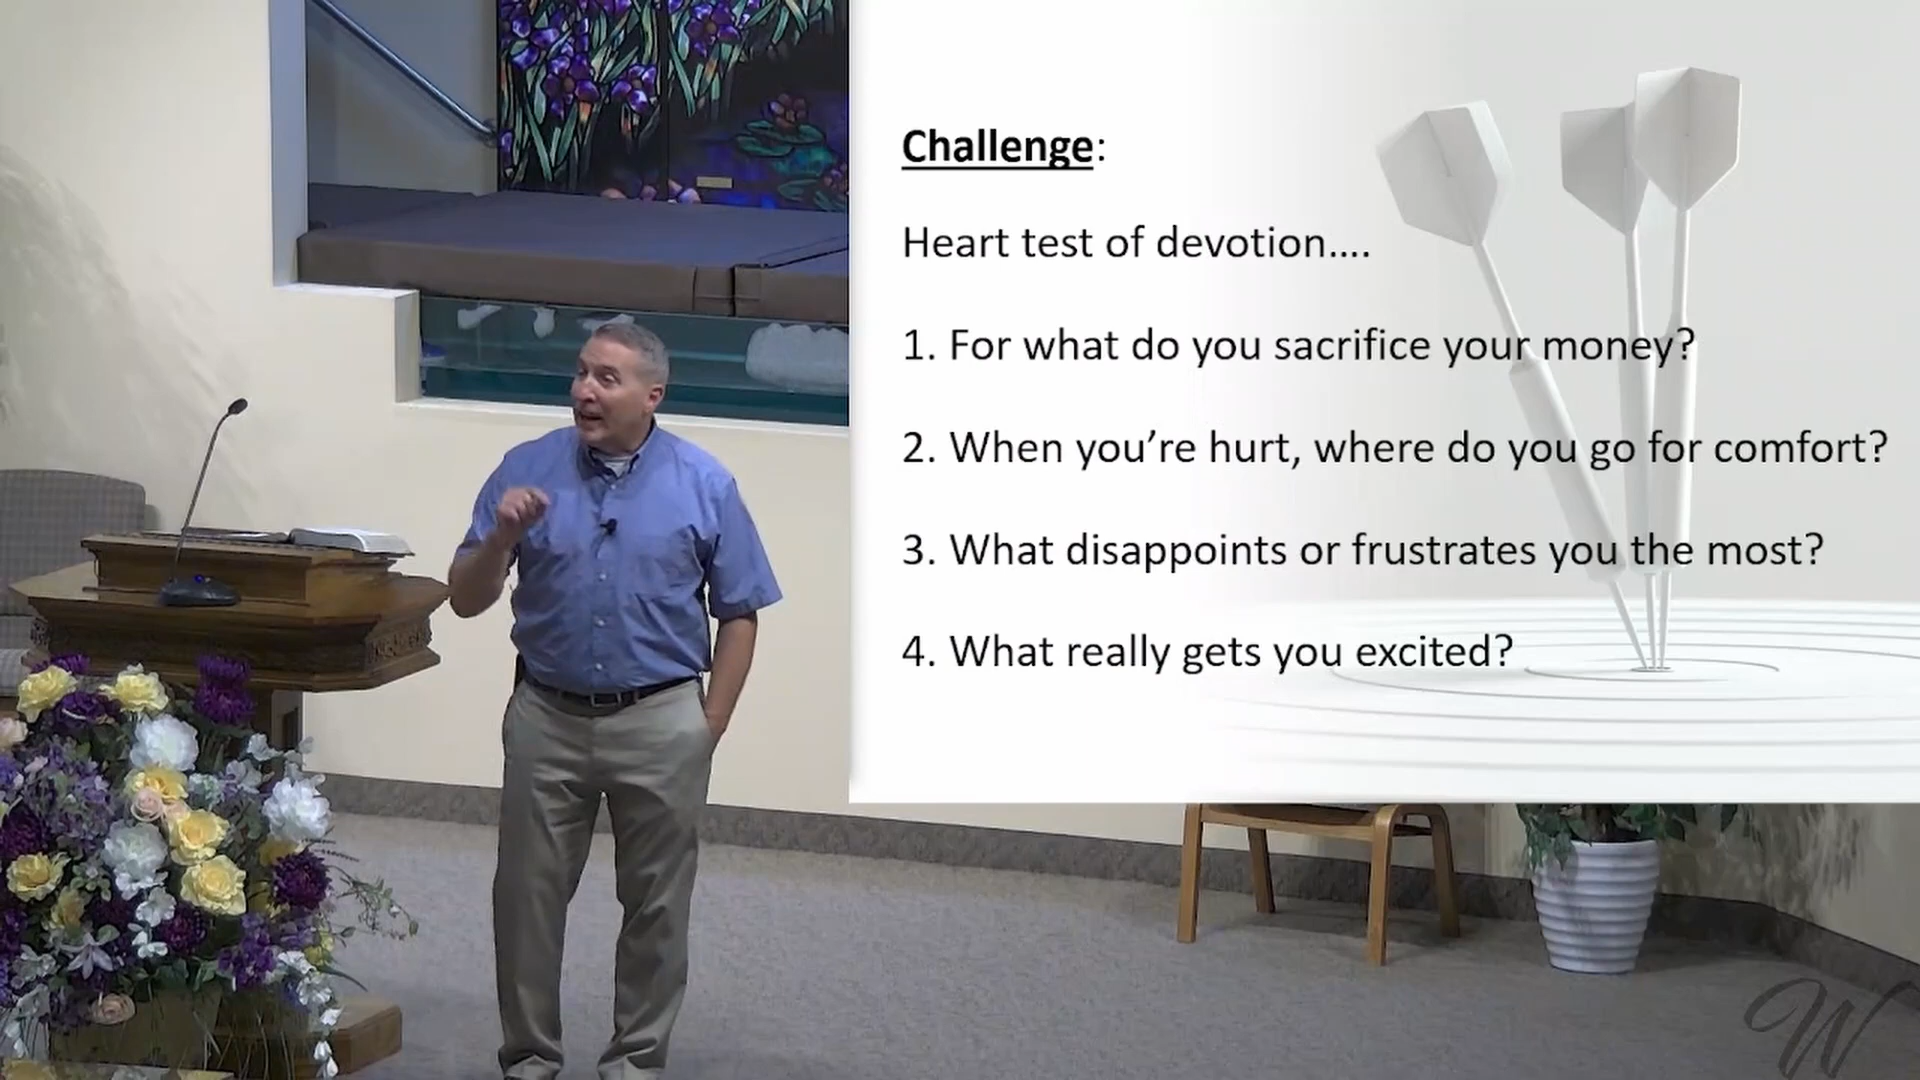 Challenge:
Heart test of devotion....
1. For what do you sacrifice your money?
2. When you’re hurt, where do you go for comfort?
3. What disappoints or frustrates you the most?
4. What really gets you excited?
W